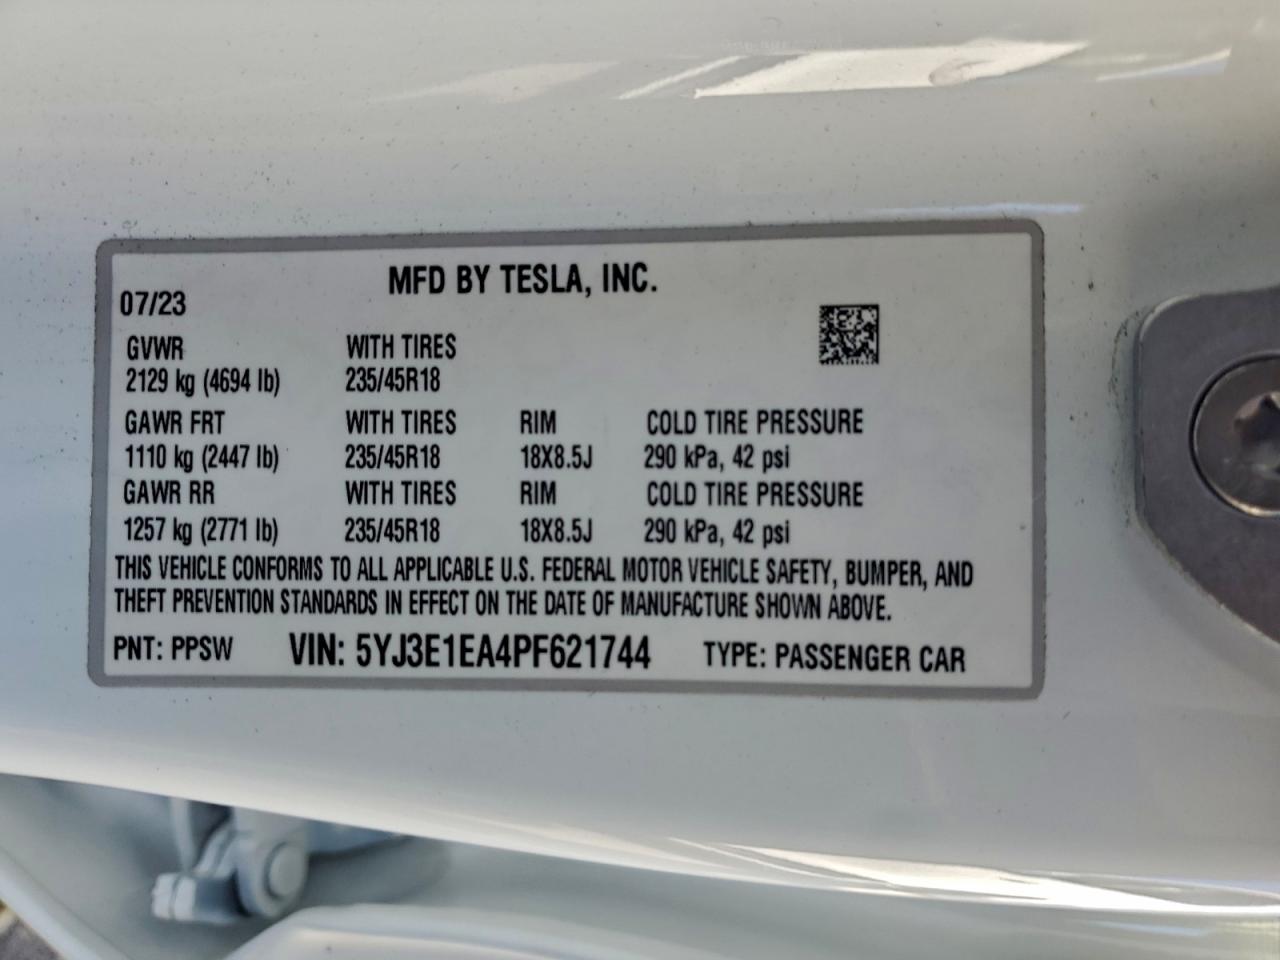 MFD BY TESLA, INC.
07/23
GVWR WITH TIRES
2129 kg (4694 lb) 235/45R18
GAWR FRT WITH TIRES RIM COLD TIRE PRESSURE
1110 kg (2447 lb) 235/45R18 18X8.5J 290 kPa, 42 psi
GAWR RR WITH TIRES RIM COLD TIRE PRESSURE
1257 kg (2771 lb) 235/45R18 18X8.5J 290 kPa, 42 psi
THIS VEHICLE CONFORMS TO ALL APPLICABLE U.S. FEDERAL MOTOR VEHICLE SAFETY, BUMPER, AND
THEFT PREVENTION STANDARDS IN EFFECT ON THE DATE OF MANUFACTURE SHOWN ABOVE.
PNT: PPSW VIN: 5YJ3E1EA4PF621744 TYPE: PASSENGER CAR